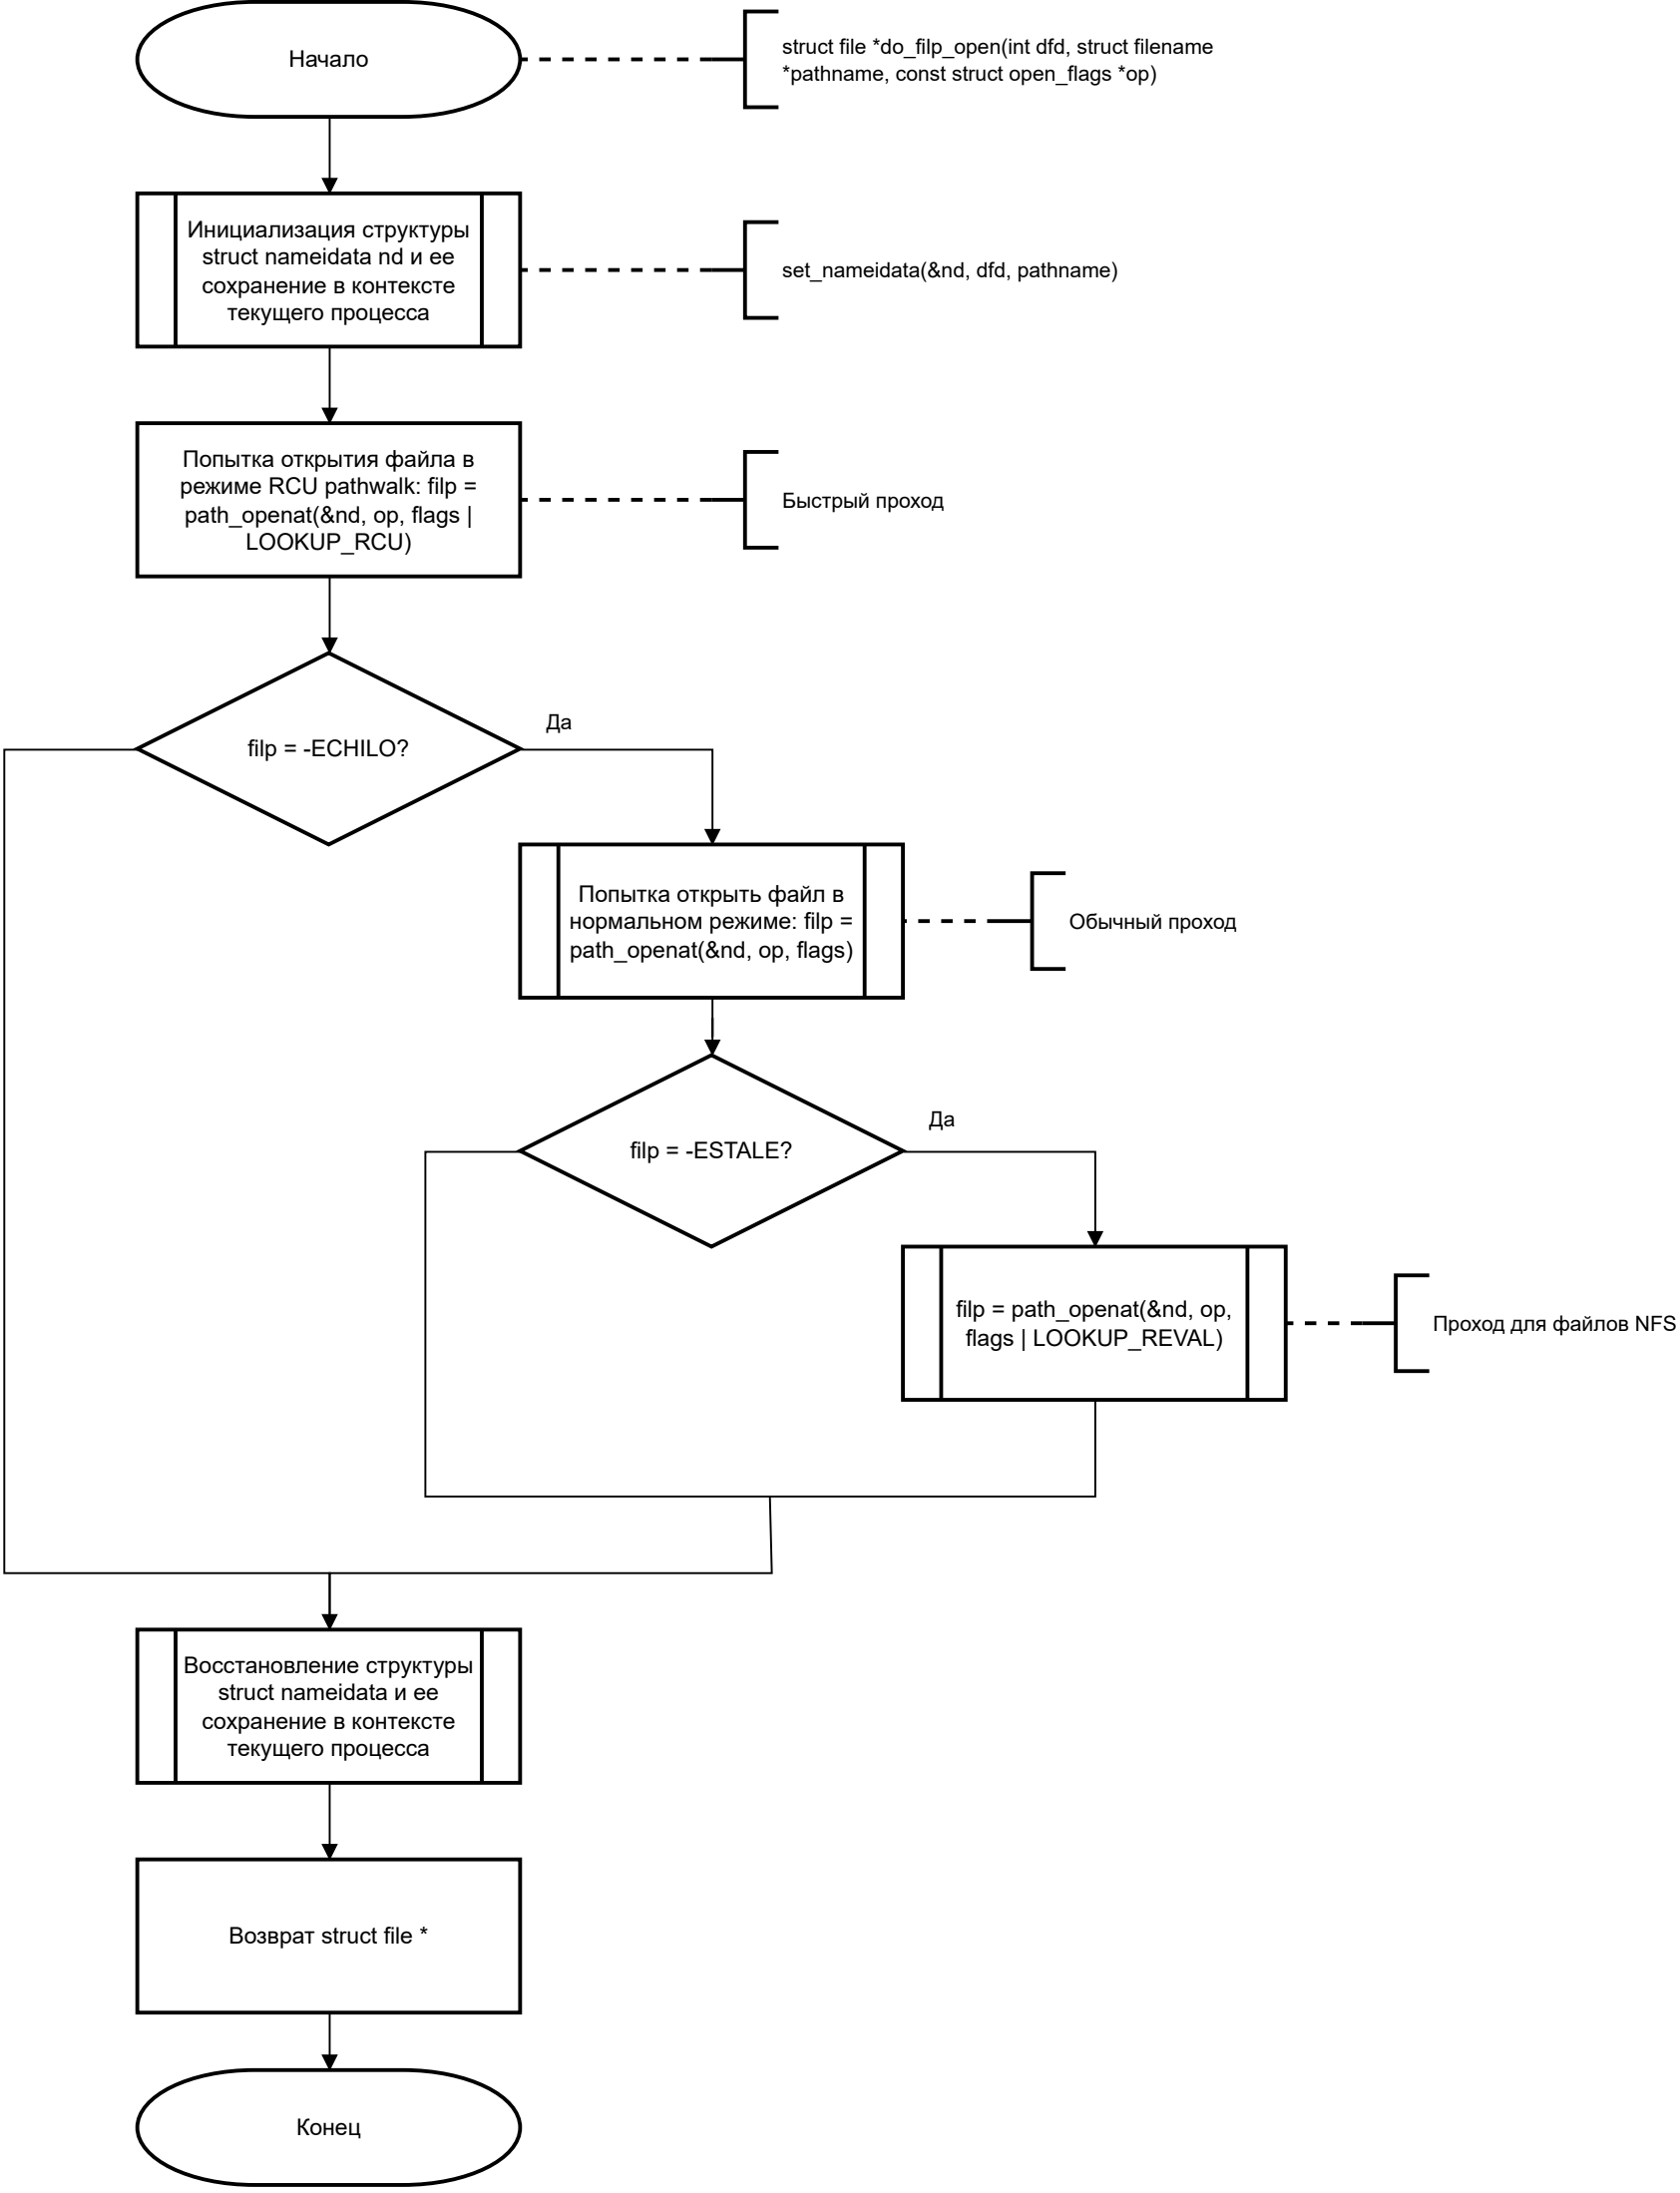 Начало
struct file *do_filp_open(int dfd, struct filename
*pathname, const struct open_flags *op)
Инициализация структуры
struct nameidata nd и ее
сохранение в контексте
текущего процесса
set_nameidata(&nd, dfd, pathname)
Попытка открытия файла в
режиме RCU pathwalk: filp =
path_openat(&nd, op, flags |
LOOKUP_RCU)
Быстрый проход
filp = -ECHILO?
Да
Попытка открыть файл в
нормальном режиме: filp =
path_openat(&nd, op, flags)
Обычный проход
filp = -ESTALE?
Да
filp = path_openat(&nd, op,
flags | LOOKUP_REVAL)
Проход для файлов NFS
Восстановление структуры
struct nameidata и ее
сохранение в контексте
текущего процесса
Возврат struct file *
Конец